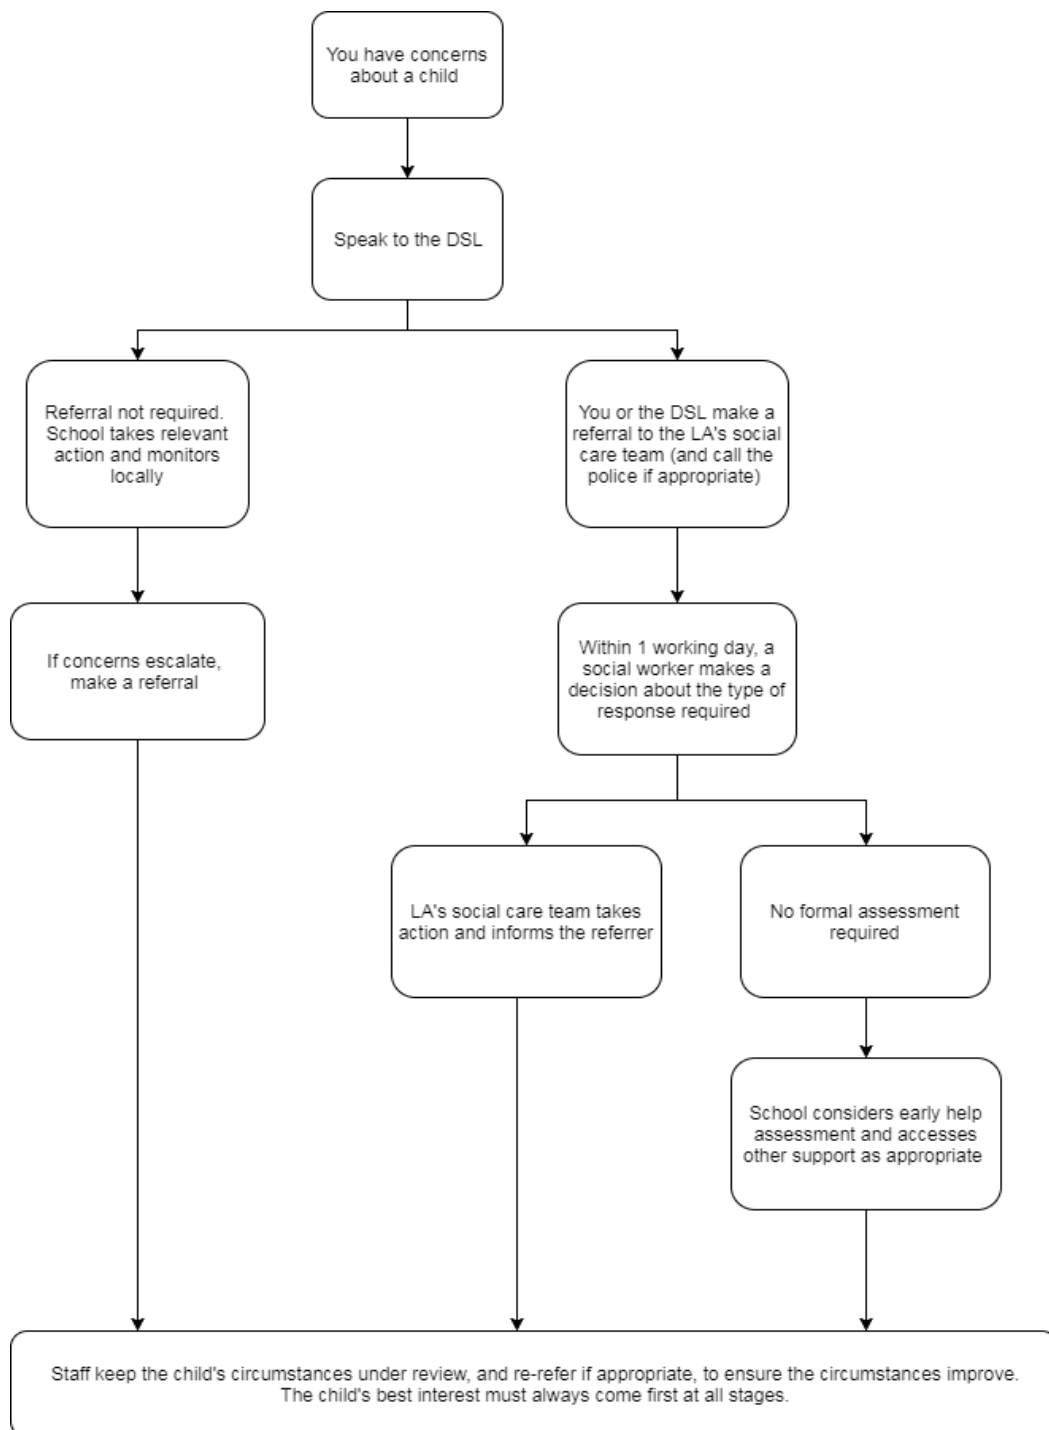 You have concerns
about a child
Speak to the DSL
Referral not required.
School takes relevant
action and monitors
locally
You or the DSL make a
referral to the LA's social
care team (and call the
police if appropriate)
If concerns escalate,
make a referral
Within 1 working day, a
social worker makes a
decision about the type of
response required
LA's social care team takes
action and informs the referrer
No formal assessment
required
School considers early help
assessment and accesses
other support as appropriate
Staff keep the child's circumstances under review, and re-refer if appropriate, to ensure the circumstances improve.
The child's best interest must always come first at all stages.